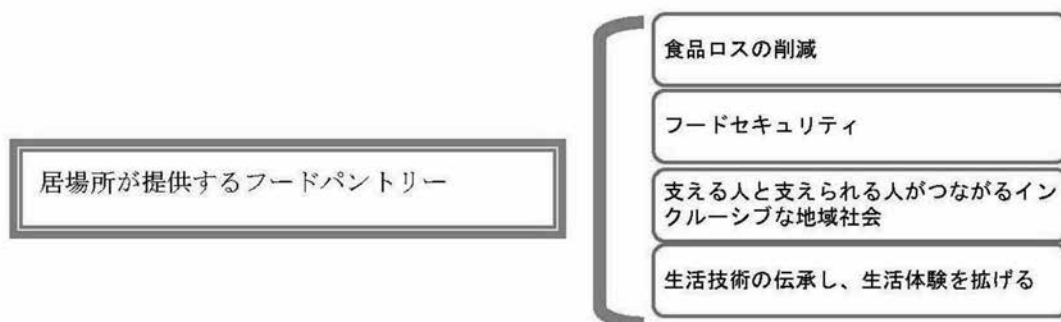 食品ロスの削減
フードセキュリティ
居場所が提供するフードパントリー
支える人と支えられる人がつながるイン
クルーシブな地域社会
生活技術の伝承し、生活体験を拡げる